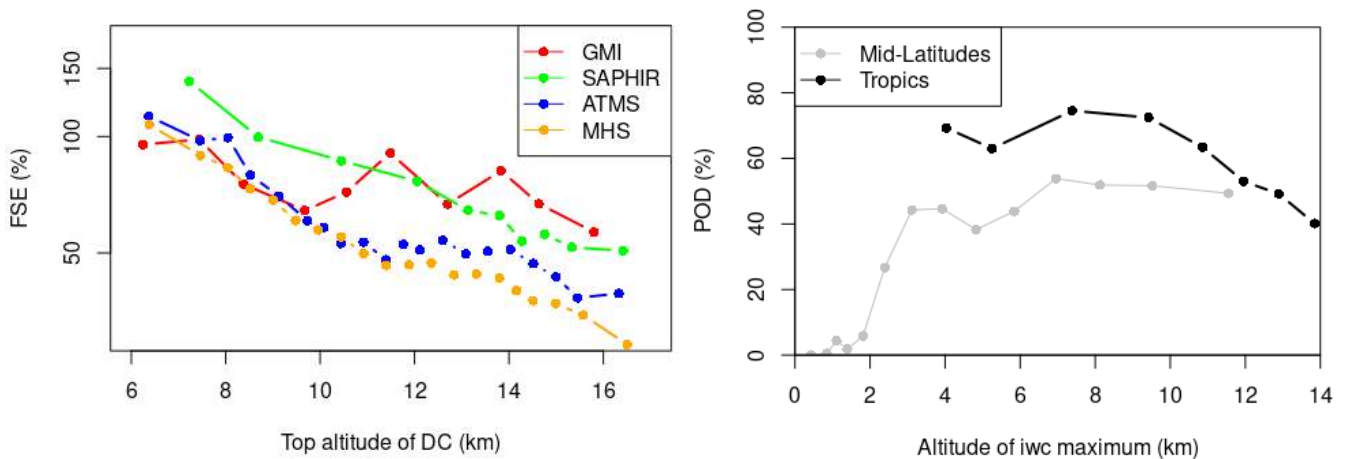 FSE (%)
150
100
50
GMI
SAPHIR
ATMS
MHS
6 8 10 12 14 16
Top altitude of DC (km)
POD (%)
100
80
60
40
20
0
Mid-Latitudes
Tropics
0 2 4 6 8 10 12 14
Altitude of iwc maximum (km)